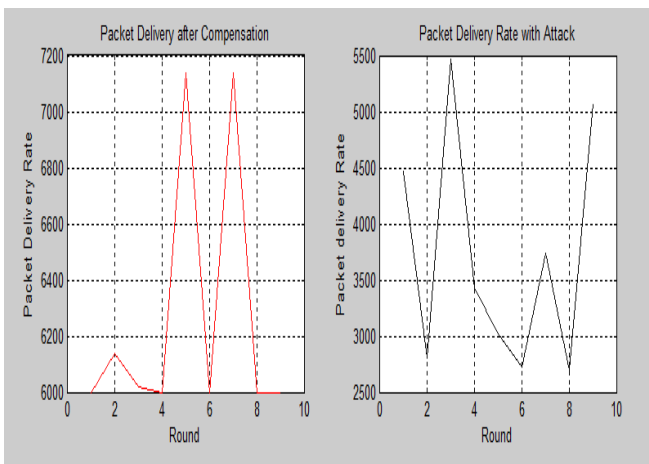 Packet Delivery after Compensation
Packet Delivery Rate
7200
7000
6800
6600
6400
6200
6000
0 2 4 6 8 10
Round
Packet Delivery Rate with Attack
Packet delivery Rate
5500
5000
4500
4000
3500
3000
2500
0 2 4 6 8 10
Round